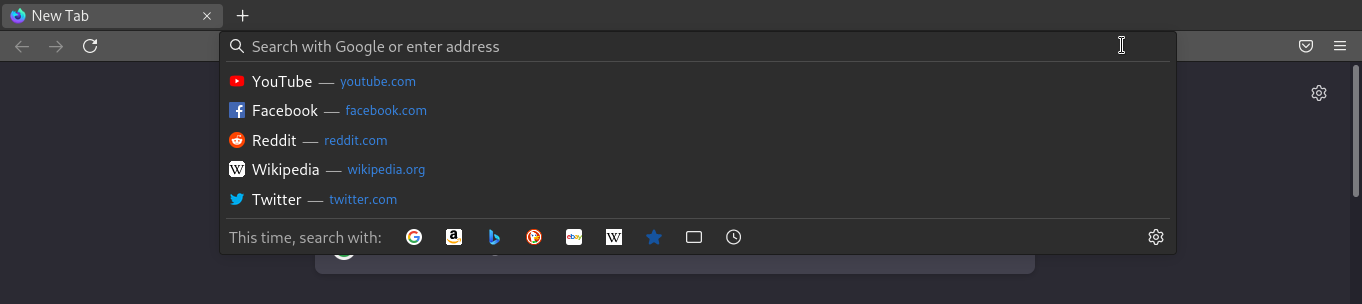 New Tab
Search with Google or enter address
YouTube — youtube.com
Facebook — facebook.com
Reddit — reddit.com
Wikipedia — wikipedia.org
Twitter — twitter.com
This time, search with: